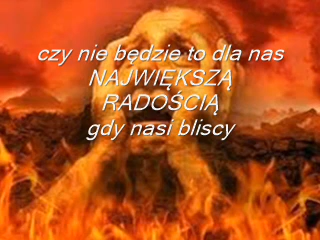 czy nie będzie to dla nas
NAJWIĘKSZĄ
RADOŚCIĄ
gdy nasi bliscy